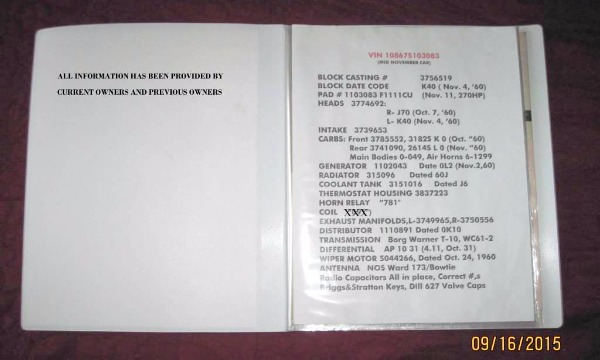 ALL INFORMATION HAS BEEN PROVIDED BY
CURRENT OWNERS AND PREVIOUS OWNERS
VIN 108675103083
(MID NOVEMBER CAR)
BLOCK CASTING # 3756519
BLOCK DATE CODE K40 ( Nov. 4, '60)
PAD # 1103083 F1111CU (Nov. 11, 270HP)
HEADS 3774692:
R- J70 (Oct. 7, '60)
L- K40 (Nov. 4, '60)
INTAKE 3739653
CARBS: Front 3785552, 3182S K 0 (Oct. "60)
Rear 3741090, 2614S L 0 (Nov. "60)
Main Bodies 0-049, Air Horns 6-1299
GENERATOR 1102043 Date 0L2 (Nov.2,60)
RADIATOR 315096 Dated 60J
COOLANT TANK 3151016 Dated J6
THERMOSTAT HOUSING 3837223
HORN RELAY "781"
COIL XXX)
EXHAUST MANIFOLDS,L-3749965,R-3750556
DISTRIBUTOR 1110891 Dated 0K10
TRANSMISSION Borg Warner T-10, WC61-2
DIFFERENTIAL AP 10 31 (4.11, Oct. 31)
WIPER MOTOR 5044266, Dated Oct. 24, 1960
ANTENNA NOS Ward 173/Bowtie
Radio Capacitors All in place, Correct #,s
Briggs&Stratton Keys, Dill 627 Valve Caps
09/16/2015